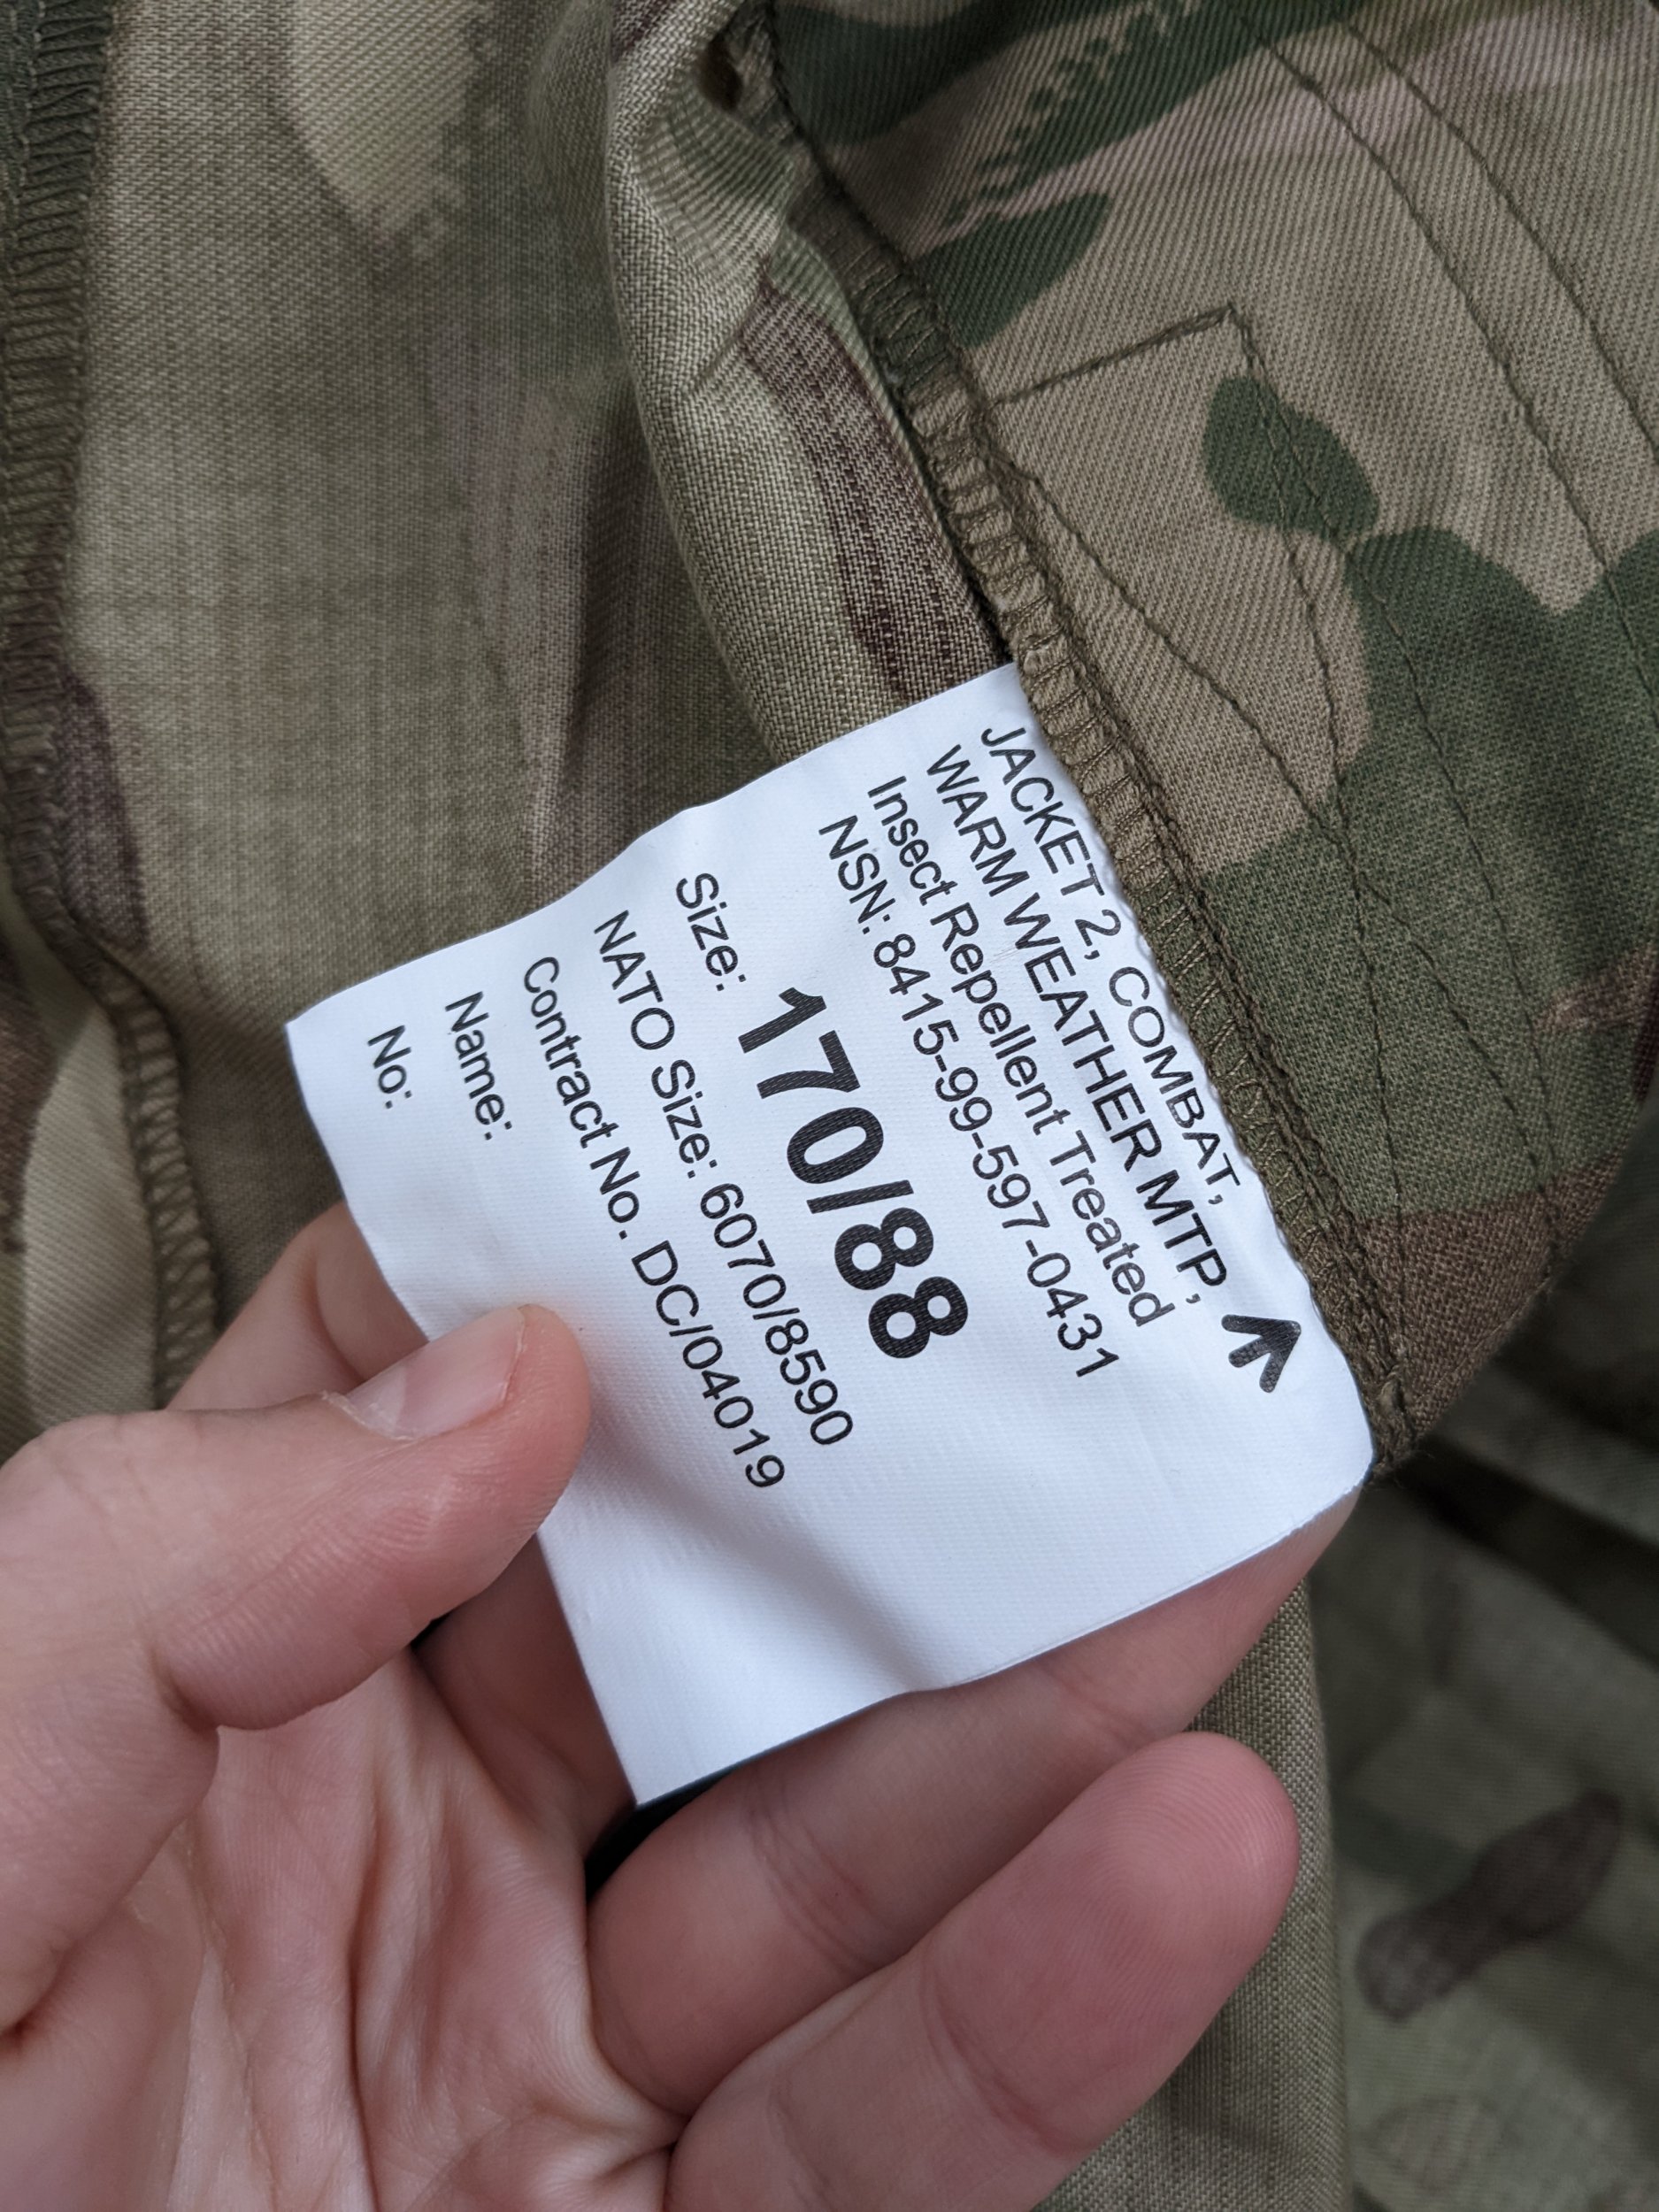 JACKET 2, COMBAT,
WARM WEATHER MTP,
Insect Repellent Treated
NSN: 8415-99-597-0431
Size: 170/88
NATO Size: 6070/8590
Contract No. DC/04019
Name:
No: